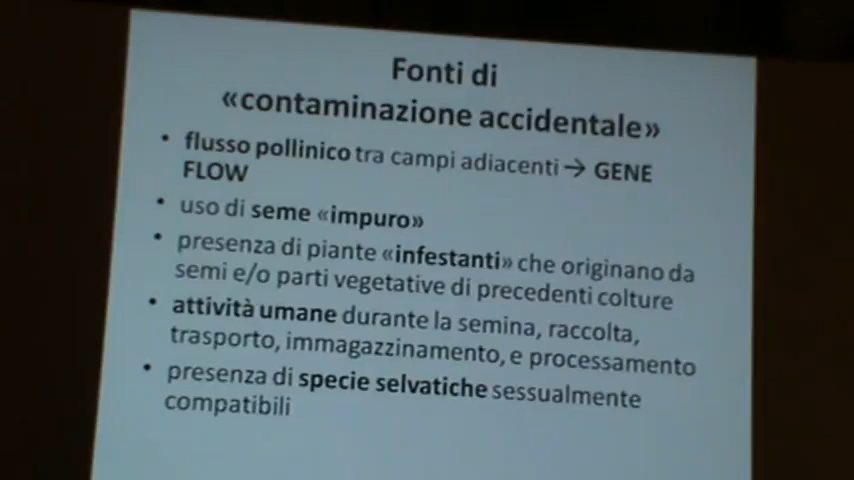 Fonti di
«contaminazione accidentale»
• flusso pollinico tra campi adiacenti → GENE
FLOW
• uso di seme «impuro»
• presenza di piante «infestanti» che originano da
semi e/o parti vegetative di precedenti colture
• attività umane durante la semina, raccolta,
trasporto, immagazzinamento, e processamento
• presenza di specie selvatiche sessualmente
compatibili